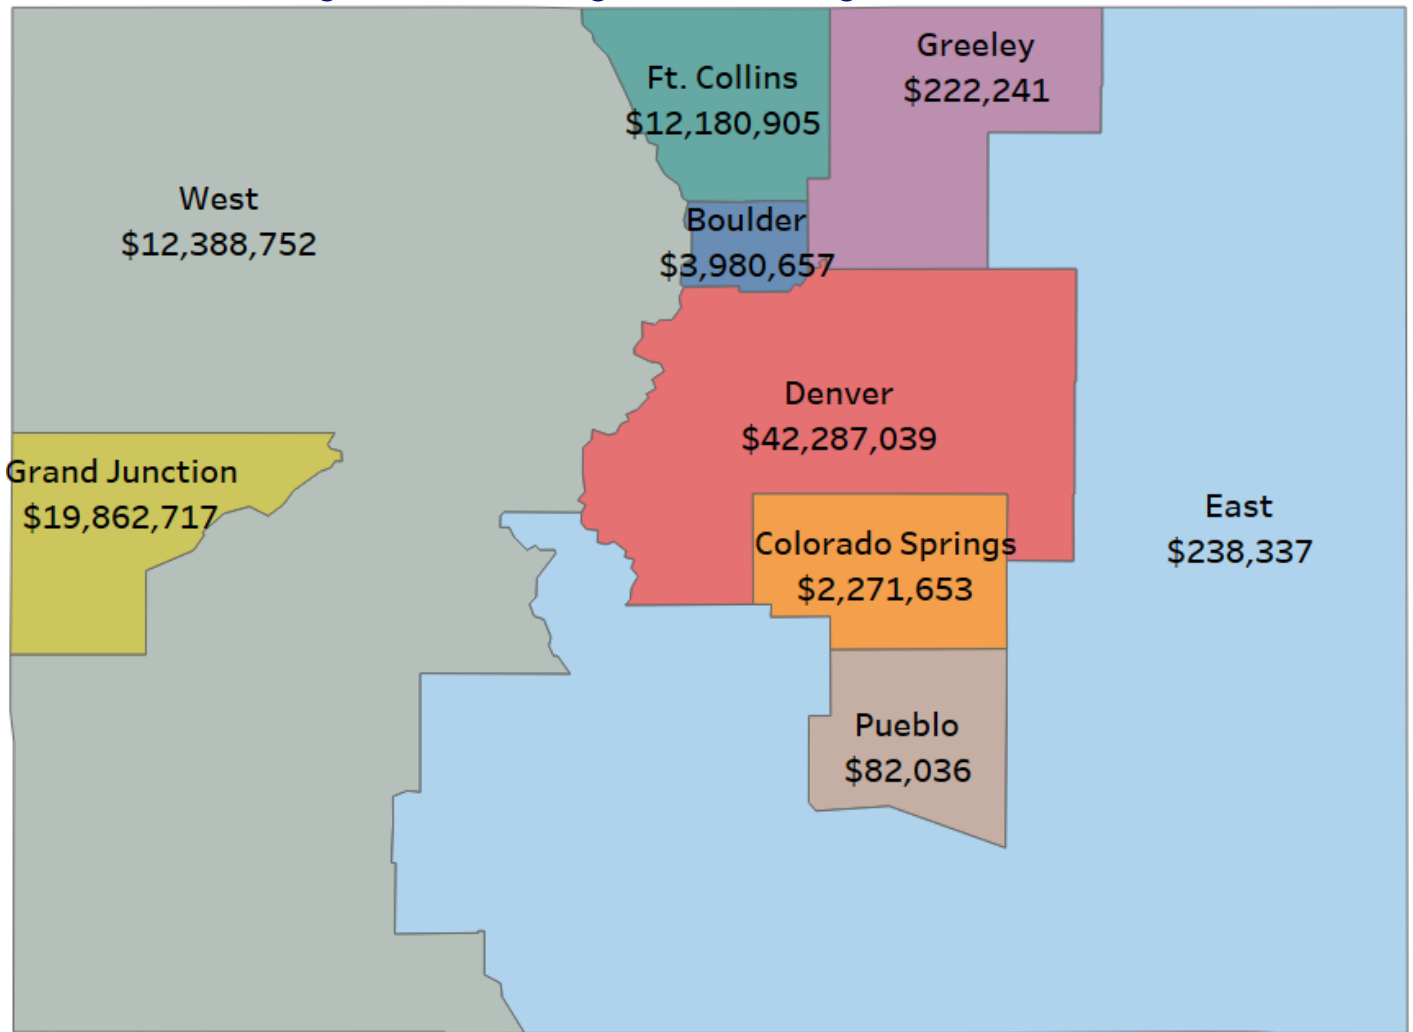 Greeley
$222,241
Ft. Collins
$12,180,905
West
$12,388,752
Boulder
$3,980,657
Denver
$42,287,039
Grand Junction
$19,862,717
East
$238,337
Colorado Springs
$2,271,653
Pueblo
$82,036